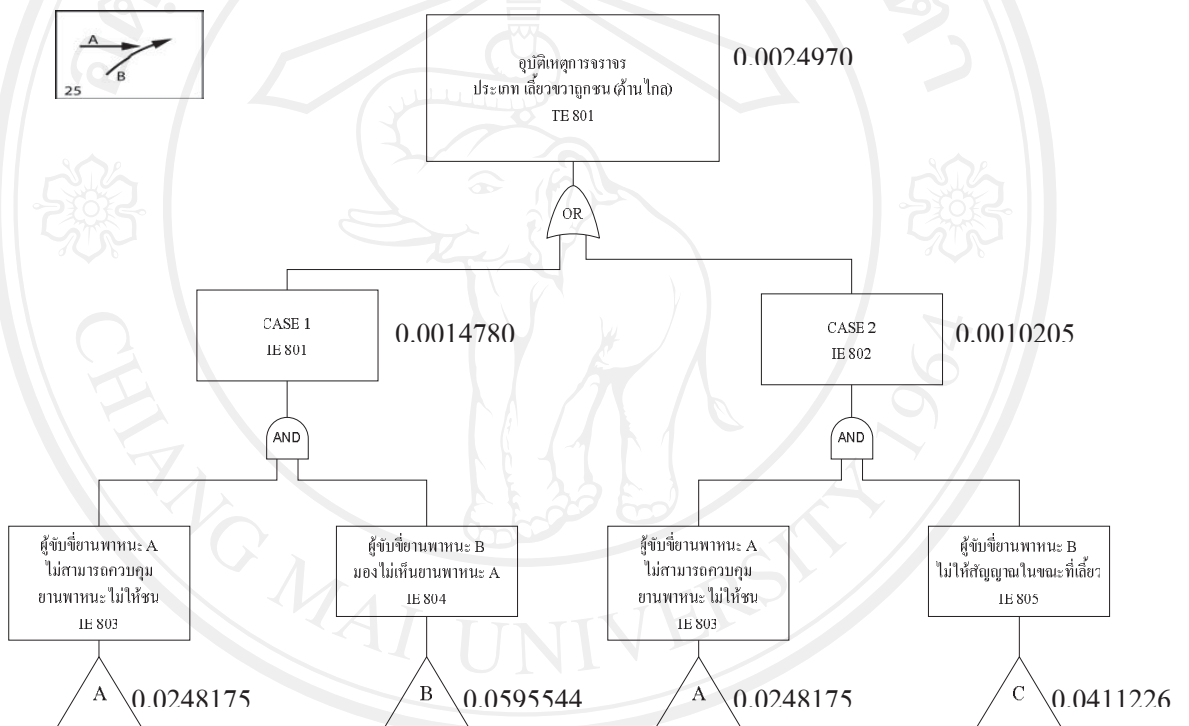 A
B
25
อุบัติเหตุการจราจร
ประเภท เลี้ยวขวาถูกชน (ด้านไกล)
TE 801
0.0024970
OR
CASE 1
IE 801
0.0014780
CASE 2
IE 802
0.0010205
AND
AND
ผู้ขับขี่ยานพาหนะ A
ไม่สามารถควบคุม
ยานพาหนะ ไม่ให้ชน
IE 803
ผู้ขับขี่ยานพาหนะ B
มองไม่เห็นยานพาหนะ A
IE 804
ผู้ขับขี่ยานพาหนะ A
ไม่สามารถควบคุม
ยานพาหนะ ไม่ให้ชน
IE 803
ผู้ขับขี่ยานพาหนะ B
ไม่ให้สัญญาณในขณะที่เลี้ยว
IE 805
A
0.0248175
B
0.0595544
A
0.0248175
C
0.0411226
CHIANG MAI UNIVERSITY 1964